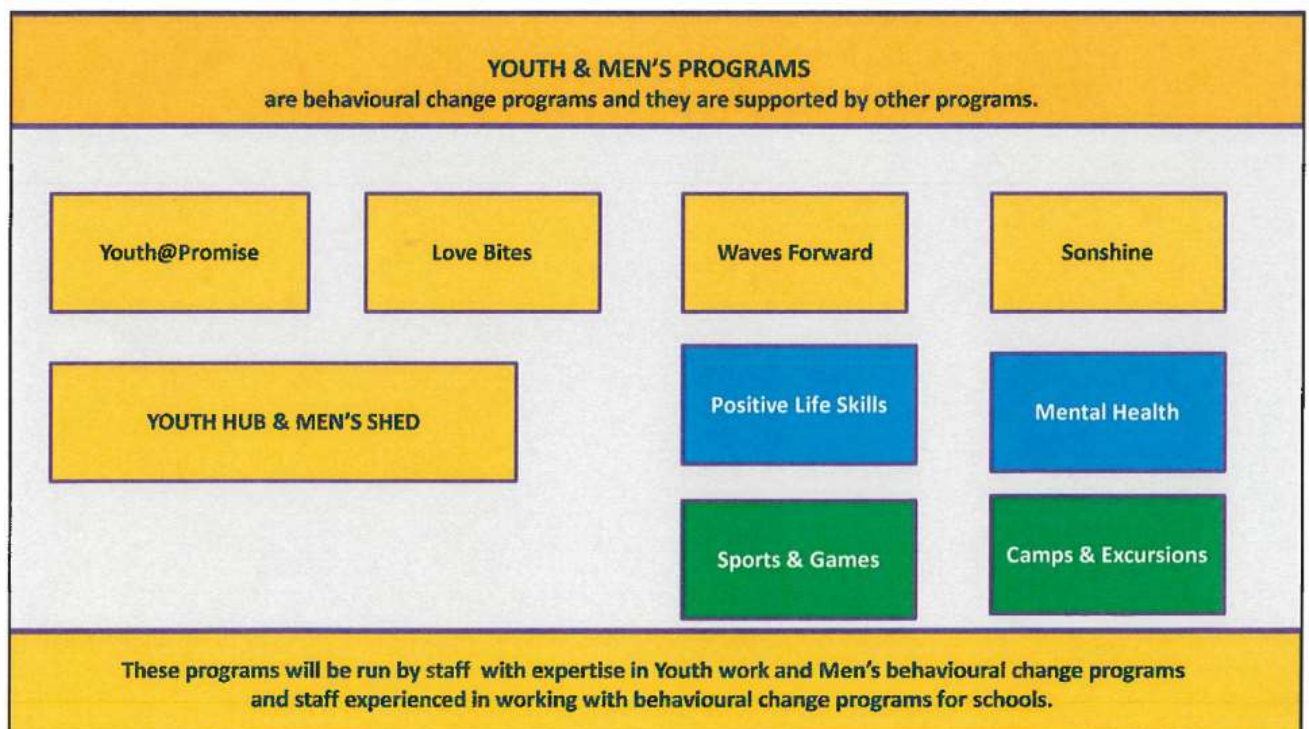 YOUTH & MEN'S PROGRAMS
are behavioural change programs and they are supported by other programs.
Youth@Promise
Love Bites
Waves Forward
Sonshine
YOUTH HUB & MEN'S SHED
Positive Life Skills
Mental Health
Sports & Games
Camps & Excursions
These programs will be run by staff with expertise in Youth work and Men's behavioural change programs
and staff experienced in working with behavioural change programs for schools.